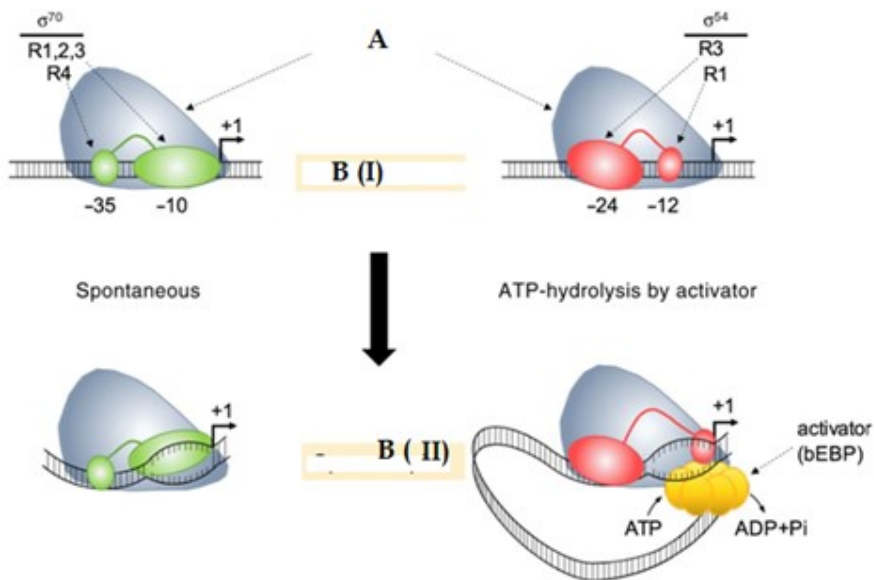 σ⁷⁰
R1,2,3
R4
A
σ⁵⁴
R3
R1
+1
+1
B (I)
−35 −10
−24 −12
Spontaneous
ATP-hydrolysis by activator
+1
+1
B ( II)
activator
(bEBP)
ATP
ADP+Pi